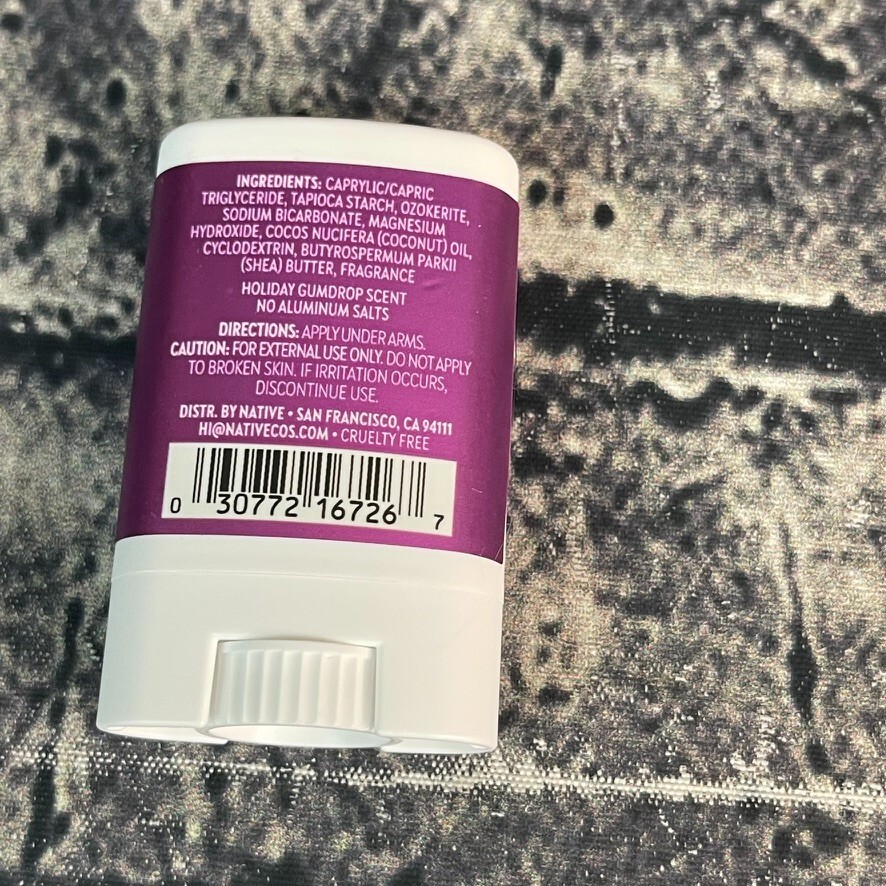 INGREDIENTS: CAPRYLIC/CAPRIC
TRIGLYCERIDE, TAPIOCA STARCH, OZOKERITE,
SODIUM BICARBONATE, MAGNESIUM
HYDROXIDE, COCOS NUCIFERA (COCONUT) OIL,
CYCLODEXTRIN, BUTYROSPERMUM PARKII
(SHEA) BUTTER, FRAGRANCE
HOLIDAY GUMDROP SCENT
NO ALUMINUM SALTS
DIRECTIONS: APPLY UNDER ARMS.
CAUTION: FOR EXTERNAL USE ONLY. DO NOT APPLY
TO BROKEN SKIN. IF IRRITATION OCCURS,
DISCONTINUE USE.
DISTR. BY NATIVE • SAN FRANCISCO, CA 94111
HI@NATIVECOS.COM • CRUELTY FREE
0 30772 16726 7